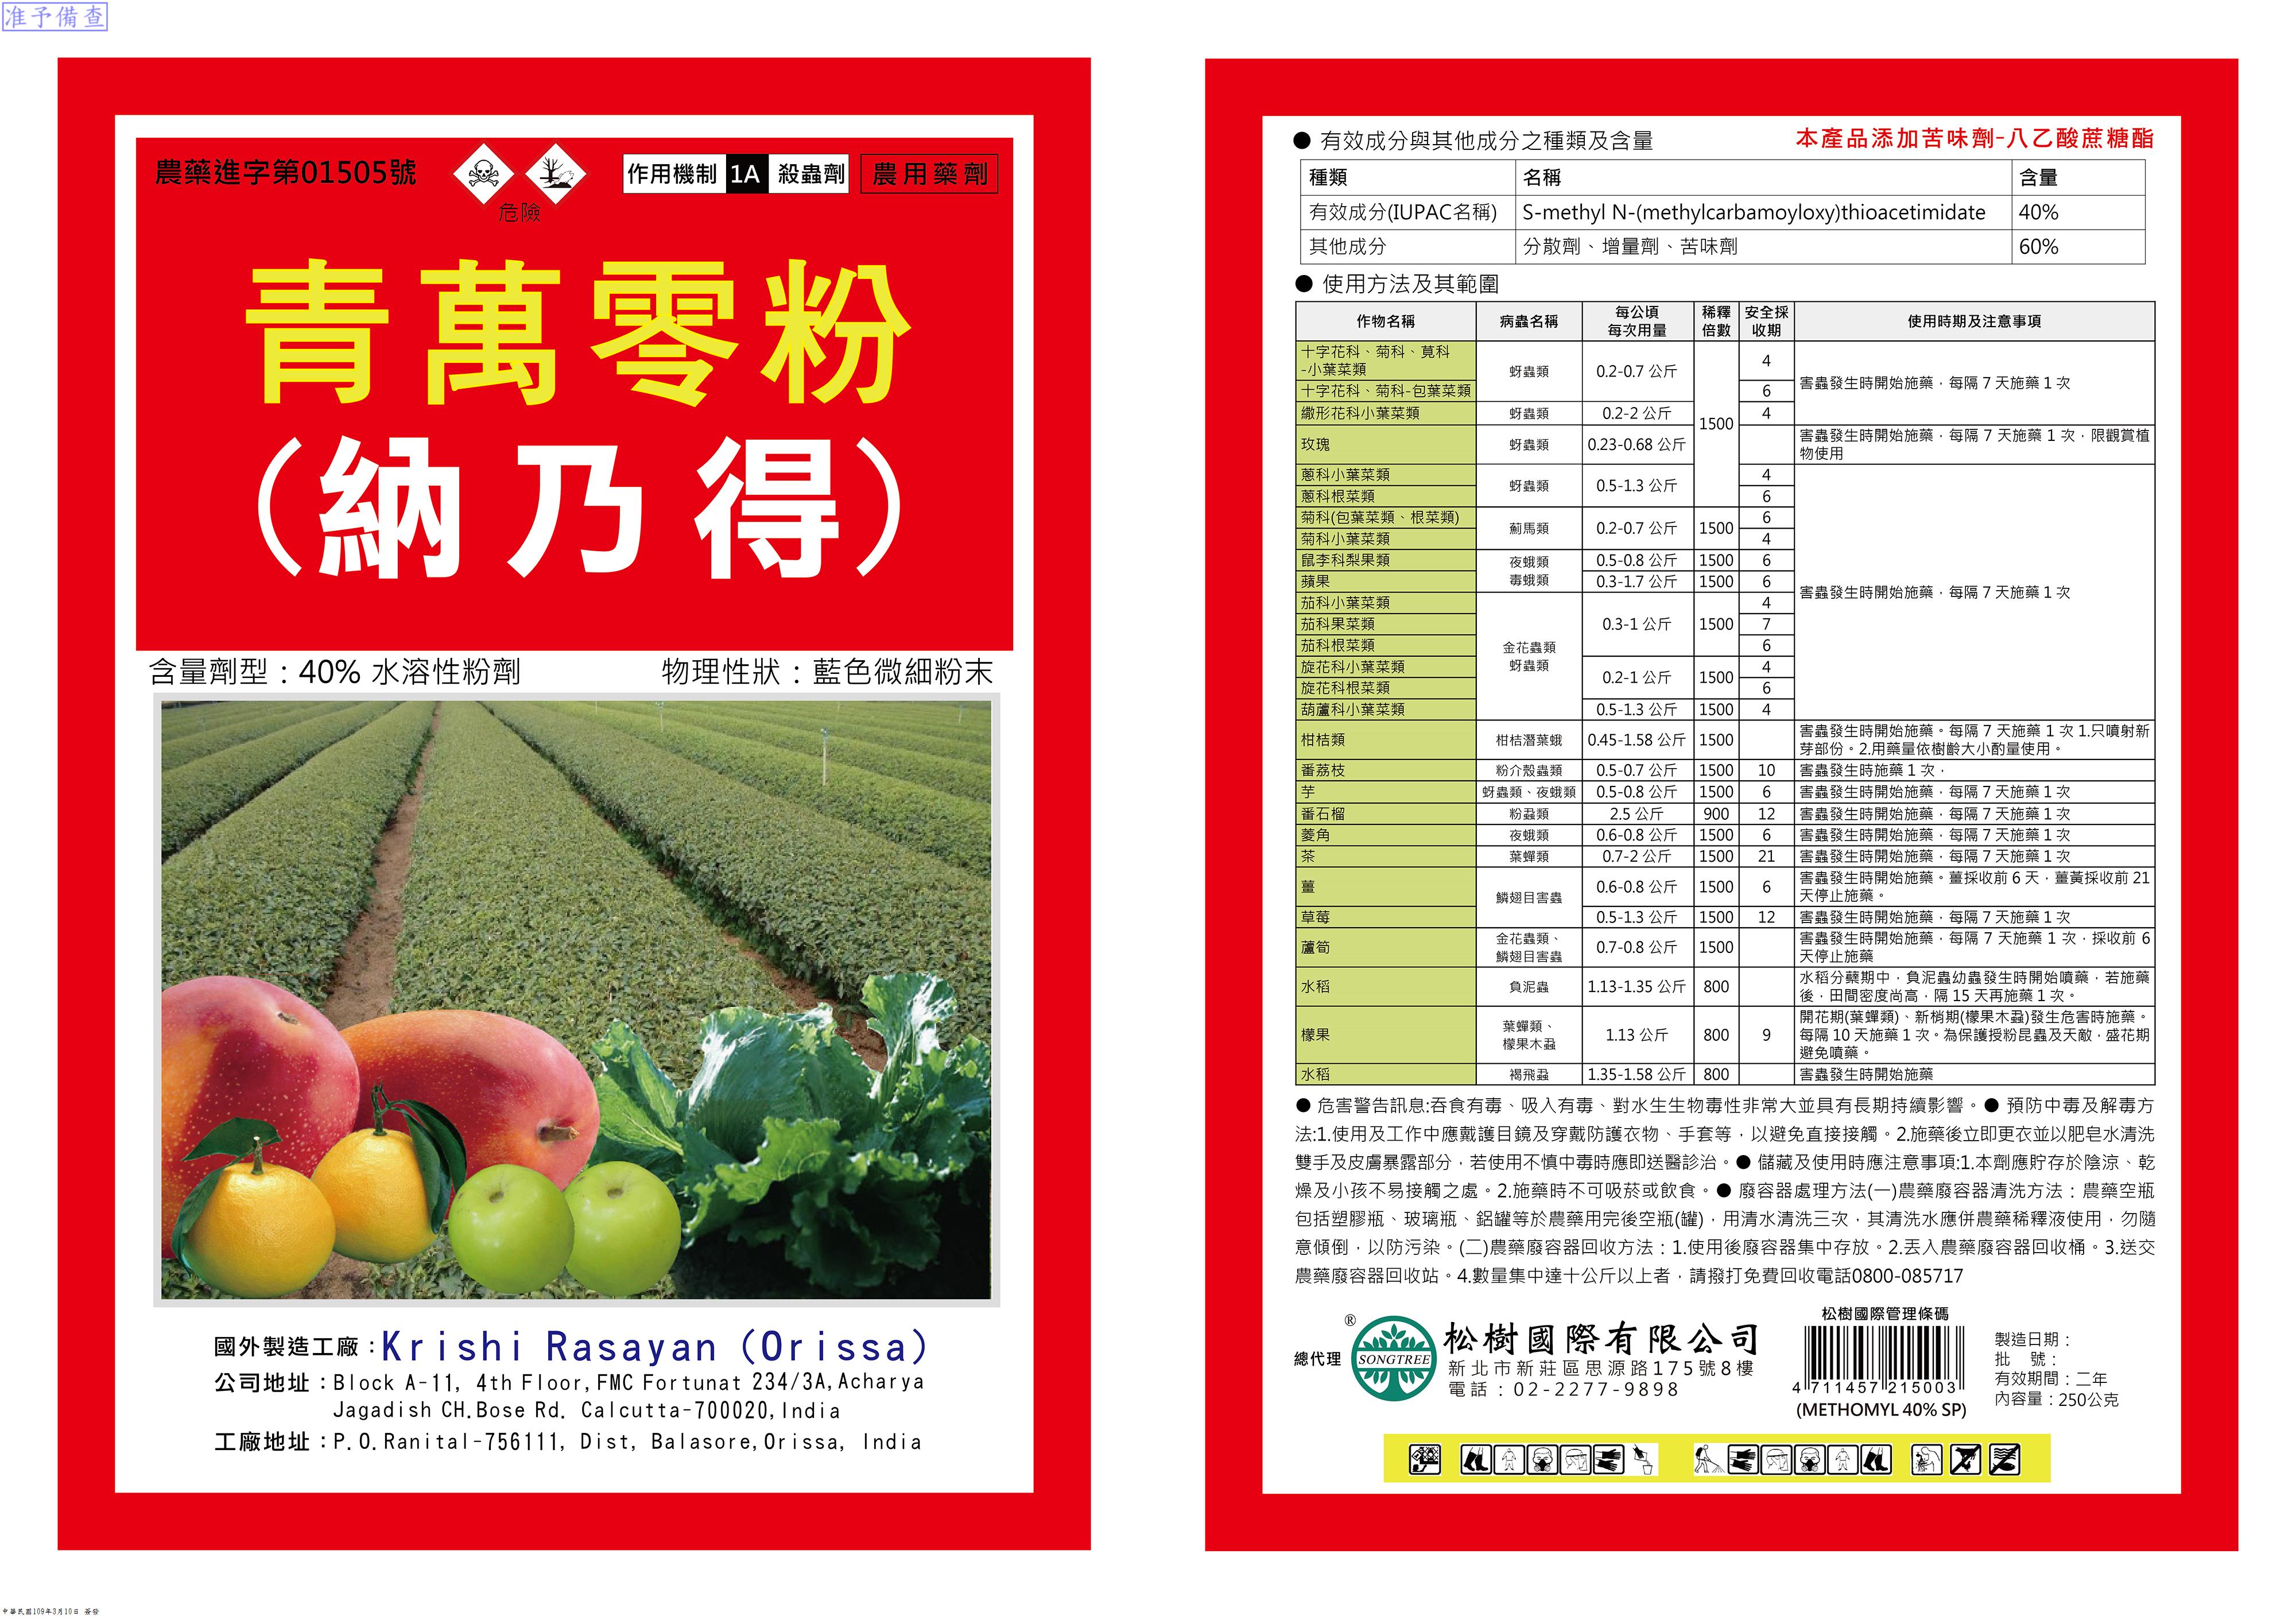 准予備查
農藥進字第01505號
危險
作用機制 1A 殺蟲劑
農用藥劑
青萬零粉
(納乃得)
含量劑型：40% 水溶性粉劑
物理性狀：藍色微細粉末
國外製造工廠：Krishi Rasayan (Orissa)
公司地址：Block A-11, 4th Floor,FMC Fortunat 234/3A,Acharya
Jagadish CH.Bose Rd. Calcutta-700020,India
工廠地址：P.O.Ranital-756111, Dist, Balasore,Orissa, India
● 有效成分與其他成分之種類及含量
本產品添加苦味劑-八乙酸蔗糖酯
種類 名稱 含量
有效成分(IUPAC名稱) S-methyl N-(methylcarbamoyloxy)thioacetimidate 40%
其他成分 分散劑、增量劑、苦味劑 60%
● 使用方法及其範圍
作物名稱 病蟲名稱 每公頃每次用量 稀釋倍數 安全採收期 使用時期及注意事項
十字花科、菊科、莧科
-小葉菜類 蚜蟲類 0.2-0.7 公斤 1500 4 害蟲發生時開始施藥，每隔 7 天施藥 1 次
十字花科、菊科-包葉菜類 6
繖形花科小葉菜類 蚜蟲類 0.2-2 公斤 4
玫瑰 蚜蟲類 0.23-0.68 公斤 害蟲發生時開始施藥，每隔 7 天施藥 1 次，限觀賞植
物使用
蔥科小葉菜類 蚜蟲類 0.5-1.3 公斤 4 害蟲發生時開始施藥，每隔 7 天施藥 1 次
蔥科根菜類 6
菊科(包葉菜類、根菜類) 薊馬類 0.2-0.7 公斤 1500 6
菊科小葉菜類 4
鼠李科梨果類 夜蛾類 0.5-0.8 公斤 1500 6
蘋果 毒蛾類 0.3-1.7 公斤 1500 6
茄科小葉菜類 金花蟲類 蚜蟲類 0.3-1 公斤 1500 4
茄科果菜類 7
茄科根菜類 6
旋花科小葉菜類 0.2-1 公斤 1500 4
旋花科根菜類 6
葫蘆科小葉菜類 0.5-1.3 公斤 1500 4
柑桔類 柑桔潛葉蛾 0.45-1.58 公斤 1500 害蟲發生時開始施藥。每隔 7 天施藥 1 次 1.只噴射新
芽部份。2.用藥量依樹齡大小酌量使用。
番荔枝 粉介殼蟲類 0.5-0.7 公斤 1500 10 害蟲發生時施藥 1 次，
芋 蚜蟲類、夜蛾類 0.5-0.8 公斤 1500 6 害蟲發生時開始施藥，每隔 7 天施藥 1 次
番石榴 粉蝨類 2.5 公斤 900 12 害蟲發生時開始施藥，每隔 7 天施藥 1 次
菱角 夜蛾類 0.6-0.8 公斤 1500 6 害蟲發生時開始施藥，每隔 7 天施藥 1 次
茶 葉蟬類 0.7-2 公斤 1500 21 害蟲發生時開始施藥，每隔 7 天施藥 1 次
薑 鱗翅目害蟲 0.6-0.8 公斤 1500 6 害蟲發生時開始施藥。薑採收前 6 天，薑黃採收前 21
天停止施藥。
草莓 0.5-1.3 公斤 1500 12 害蟲發生時開始施藥，每隔 7 天施藥 1 次
蘆筍 金花蟲類、鱗翅目害蟲 0.7-0.8 公斤 1500 害蟲發生時開始施藥，每隔 7 天施藥 1 次，採收前 6
天停止施藥
水稻 負泥蟲 1.13-1.35 公斤 800 水稻分蘗期中，負泥蟲幼蟲發生時開始噴藥，若施藥
後，田間密度尚高，隔 15 天再施藥 1 次。
檬果 葉蟬類、檬果木蝨 1.13 公斤 800 9 開花期(葉蟬類)、新梢期(檬果木蝨)發生危害時施藥。
每隔 10 天施藥 1 次。為保護授粉昆蟲及天敵，盛花期
避免噴藥。
水稻 褐飛蝨 1.35-1.58 公斤 800 害蟲發生時開始施藥
● 危害警告訊息:吞食有毒、吸入有毒、對水生生物毒性非常大並具有長期持續影響。● 預防中毒及解毒方
法:1.使用及工作中應戴護目鏡及穿戴防護衣物、手套等，以避免直接接觸。2.施藥後立即更衣並以肥皂水清洗
雙手及皮膚暴露部分，若使用不慎中毒時應即送醫診治。● 儲藏及使用時應注意事項:1.本劑應貯存於陰涼、乾
燥及小孩不易接觸之處。2.施藥時不可吸菸或飲食。● 廢容器處理方法(一)農藥廢容器清洗方法：農藥空瓶
包括塑膠瓶、玻璃瓶、鋁罐等於農藥用完後空瓶(罐)，用清水清洗三次，其清洗水應併農藥稀釋液使用，勿隨
意傾倒，以防污染。(二)農藥廢容器回收方法：1.使用後廢容器集中存放。2.丟入農藥廢容器回收桶。3.送交
農藥廢容器回收站。4.數量集中達十公斤以上者，請撥打免費回收電話0800-085717
總代理
®
SONGTREE
松樹國際有限公司
新北市新莊區思源路175號8樓
電話：02-2277-9898
松樹國際管理條碼
4 711457 215003
(METHOMYL 40% SP)
製造日期：
批 號：
有效期間：二年
內容量：250公克
中華民國109年3月10日 簽發